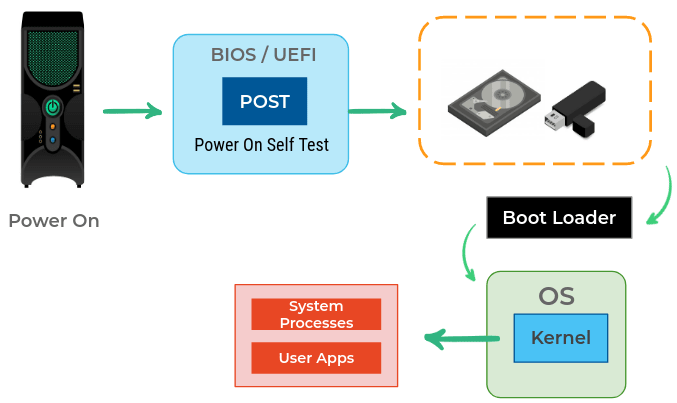 BIOS / UEFI
POST
Power On Self Test
Power On
Boot Loader
OS
Kernel
System
Processes
User Apps